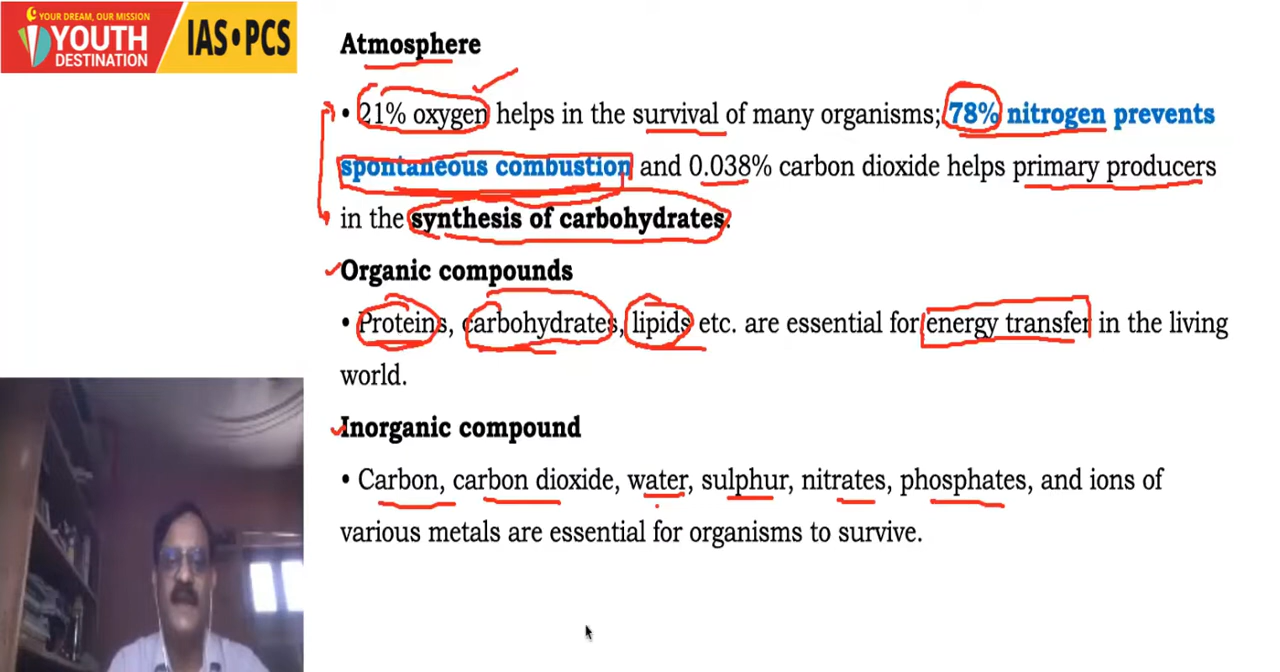 YOUR DREAM, OUR MISSION
YOUTH
DESTINATION
IAS•PCS
Atmosphere
• 21% oxygen helps in the survival of many organisms; 78% nitrogen prevents
spontaneous combustion and 0.038% carbon dioxide helps primary producers
in the synthesis of carbohydrates.
Organic compounds
• Proteins, carbohydrates, lipids etc. are essential for energy transfer in the living
world.
Inorganic compound
• Carbon, carbon dioxide, water, sulphur, nitrates, phosphates, and ions of
various metals are essential for organisms to survive.